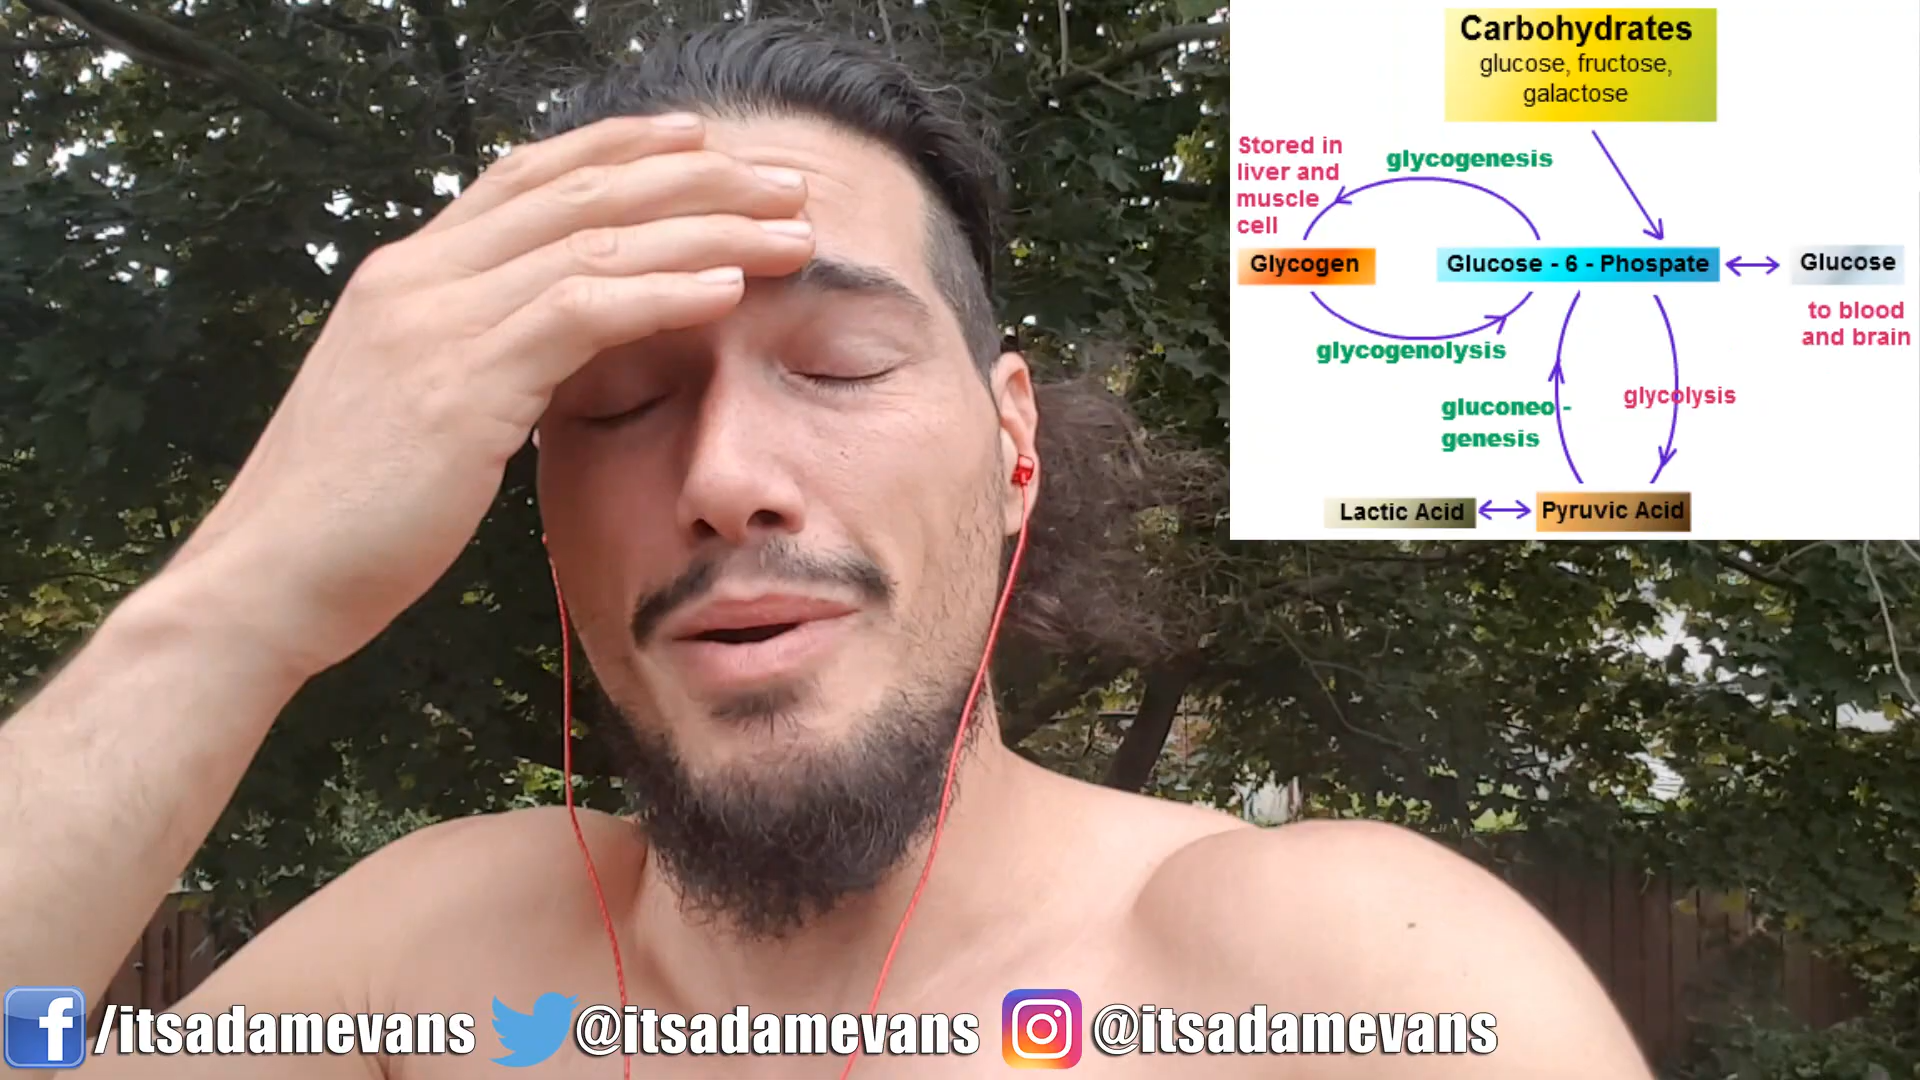 Carbohydrates
glucose, fructose,
galactose
Stored in
liver and
muscle
cell
glycogenesis
Glycogen
Glucose - 6 - Phospate
Glucose
to blood
and brain
glycogenolysis
gluconeo -
genesis
glycolysis
Lactic Acid
Pyruvic Acid
f/itsadamevans
@itsadamevans
@itsadamevans